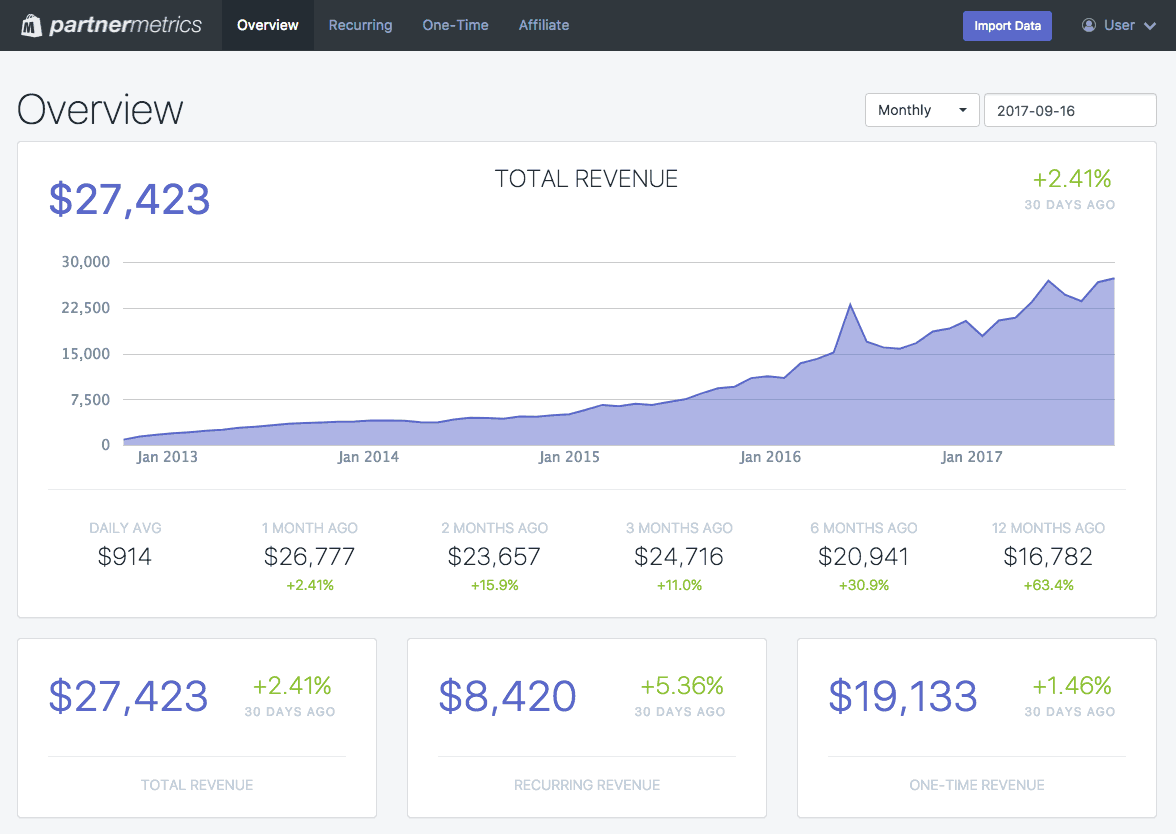 partnermetrics Overview Recurring One-Time Affiliate Import Data User
Overview Monthly 2017-09-16
$27,423 TOTAL REVENUE +2.41%
30 DAYS AGO
30,000
22,500
15,000
7,500
0
Jan 2013 Jan 2014 Jan 2015 Jan 2016 Jan 2017
DAILY AVG 1 MONTH AGO 2 MONTHS AGO 3 MONTHS AGO 6 MONTHS AGO 12 MONTHS AGO
$914 $26,777 $23,657 $24,716 $20,941 $16,782
+2.41% +15.9% +11.0% +30.9% +63.4%
$27,423 +2.41%
30 DAYS AGO
TOTAL REVENUE
$8,420 +5.36%
30 DAYS AGO
RECURRING REVENUE
$19,133 +1.46%
30 DAYS AGO
ONE-TIME REVENUE